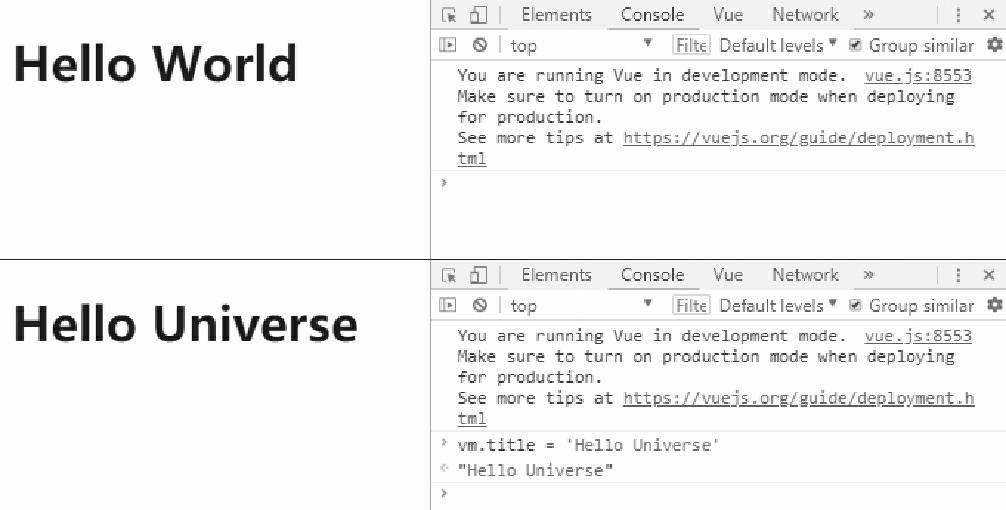 Hello World
Elements Console Vue Network »
top Filte Default levels Group similar
You are running Vue in development mode. vue.js:8553
Make sure to turn on production mode when deploying
for production.
See more tips at https://vuejs.org/guide/deployment.h
tml
>
Hello Universe
Elements Console Vue Network »
top Filte Default levels Group similar
You are running Vue in development mode. vue.js:8553
Make sure to turn on production mode when deploying
for production.
See more tips at https://vuejs.org/guide/deployment.h
tml
> vm.title = 'Hello Universe'
"Hello Universe"
>